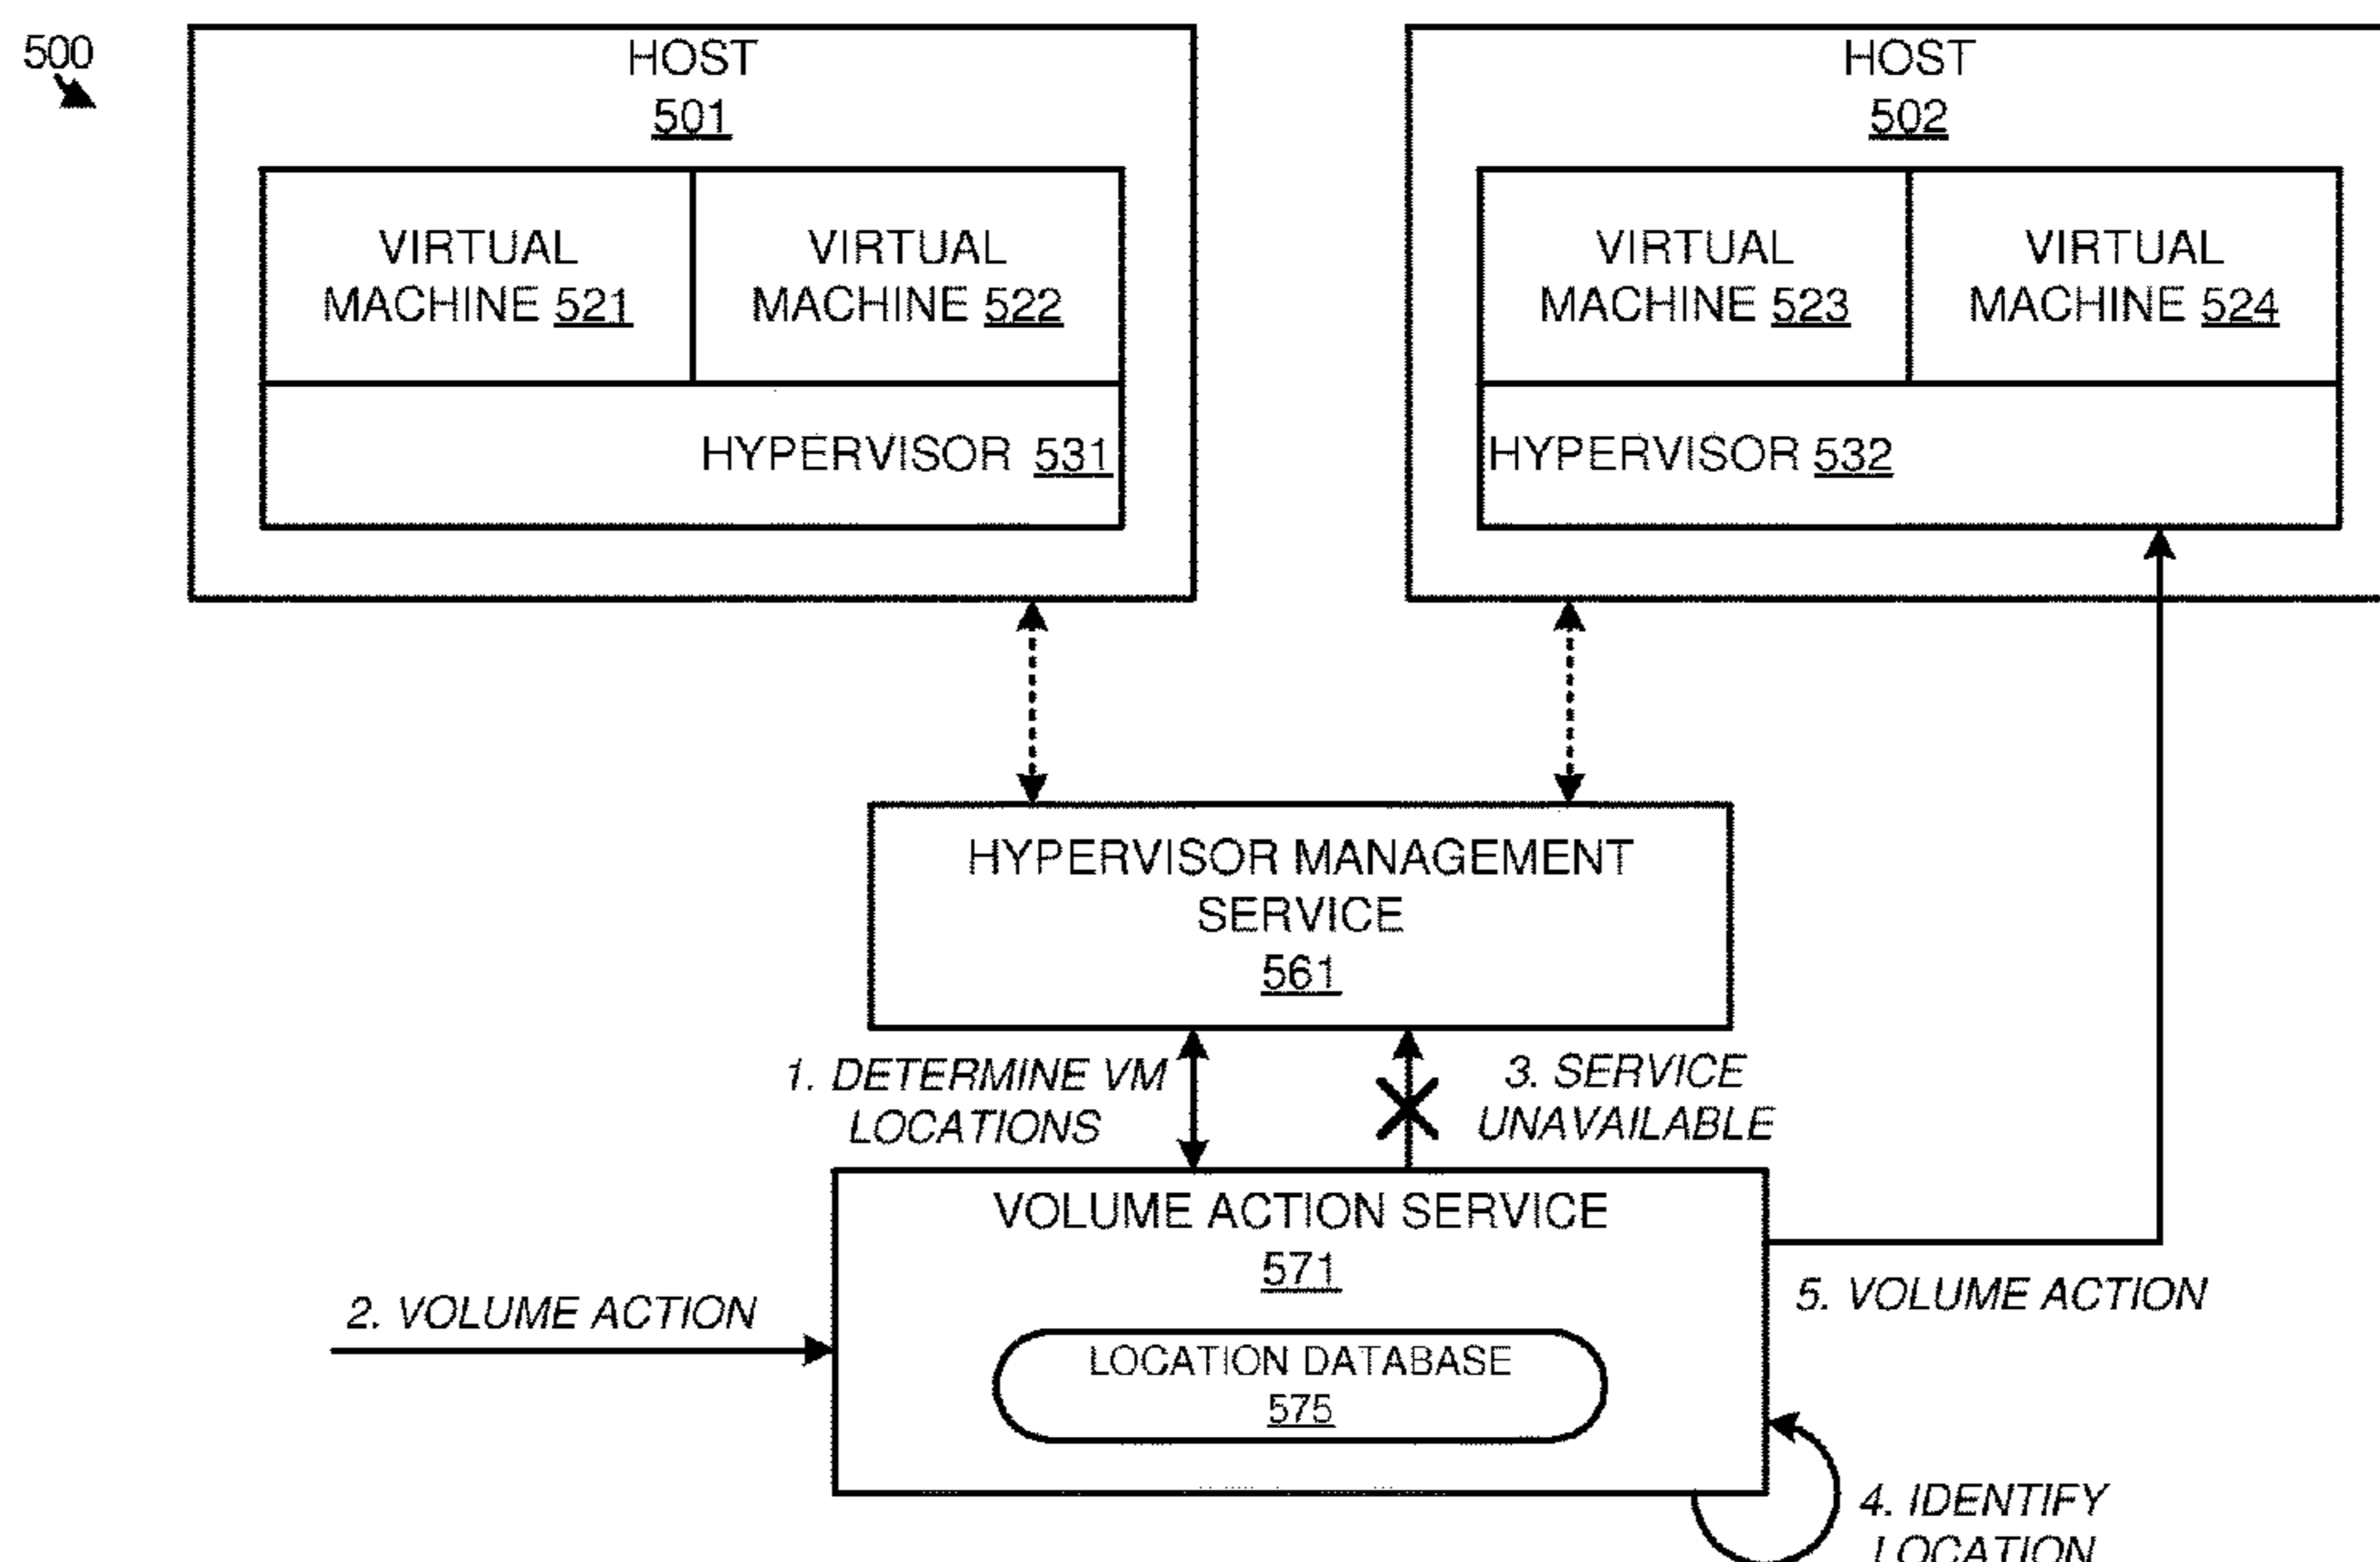 500
HOST
501
VIRTUAL
MACHINE 521
VIRTUAL
MACHINE 522
HYPERVISOR 531
HOST
502
VIRTUAL
MACHINE 523
VIRTUAL
MACHINE 524
HYPERVISOR 532
HYPERVISOR MANAGEMENT
SERVICE
561
1. DETERMINE VM
LOCATIONS
3. SERVICE
UNAVAILABLE
VOLUME ACTION SERVICE
571
2. VOLUME ACTION
5. VOLUME ACTION
LOCATION DATABASE
575
4. IDENTIFY
LOCATION